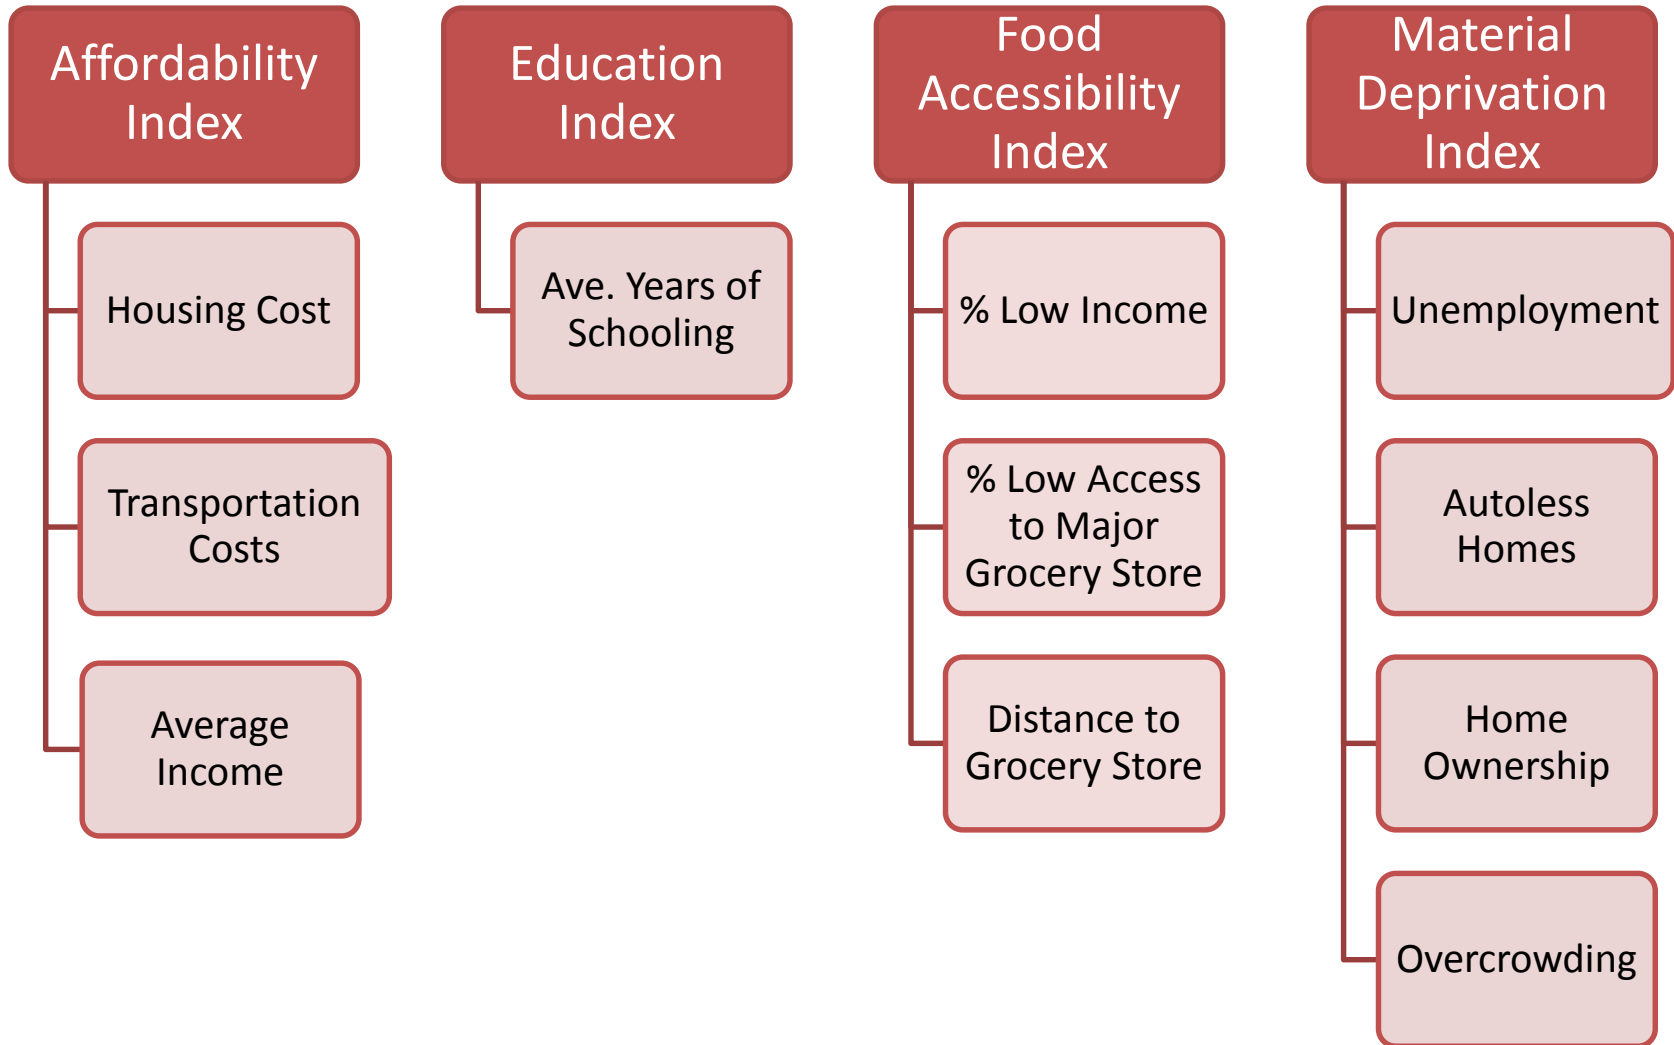 Affordability
Index
Housing Cost
Transportation
Costs
Average
Income
Education
Index
Ave. Years of
Schooling
Food
Accessibility
Index
% Low Income
% Low Access
to Major
Grocery Store
Distance to
Grocery Store
Material
Deprivation
Index
Unemployment
Autoless
Homes
Home
Ownership
Overcrowding